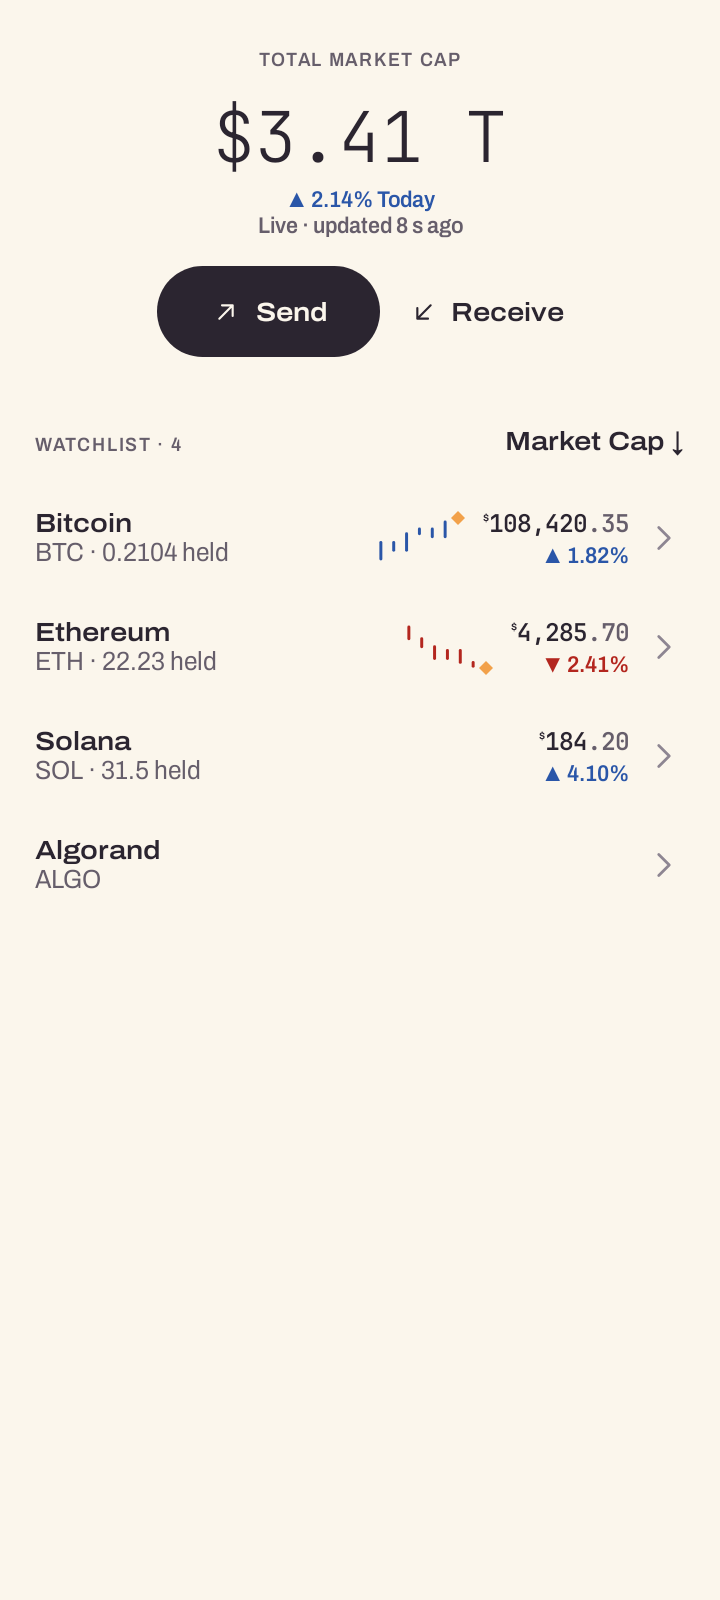 TOTAL MARKET CAP
$3.41 T
▲ 2.14% Today
Live · updated 8 s ago
Send
Receive
WATCHLIST · 4
Market Cap ↓
Bitcoin
BTC · 0.2104 held
$108,420.35
▲ 1.82%
Ethereum
ETH · 22.23 held
$4,285.70
▼ 2.41%
Solana
SOL · 31.5 held
$184.20
▲ 4.10%
Algorand
ALGO